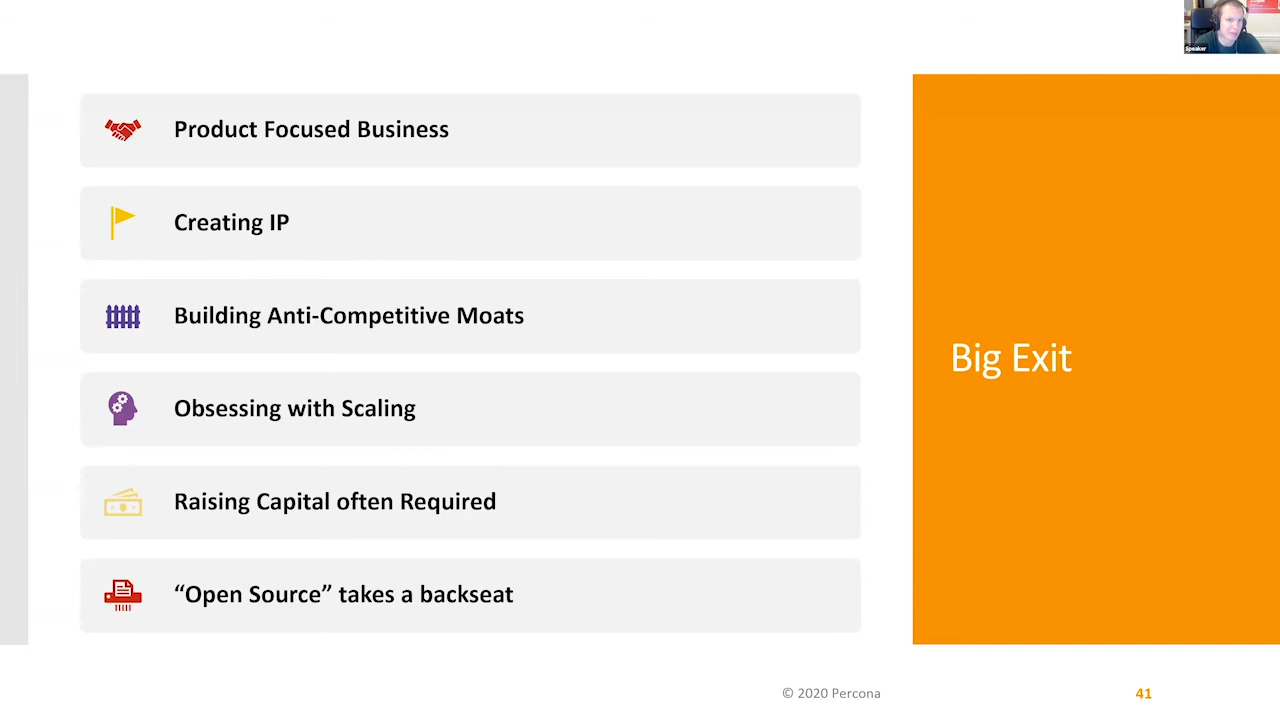 Speaker
Product Focused Business
Creating IP
Building Anti-Competitive Moats
Obsessing with Scaling
Raising Capital often Required
“Open Source” takes a backseat
Big Exit
© 2020 Percona
41